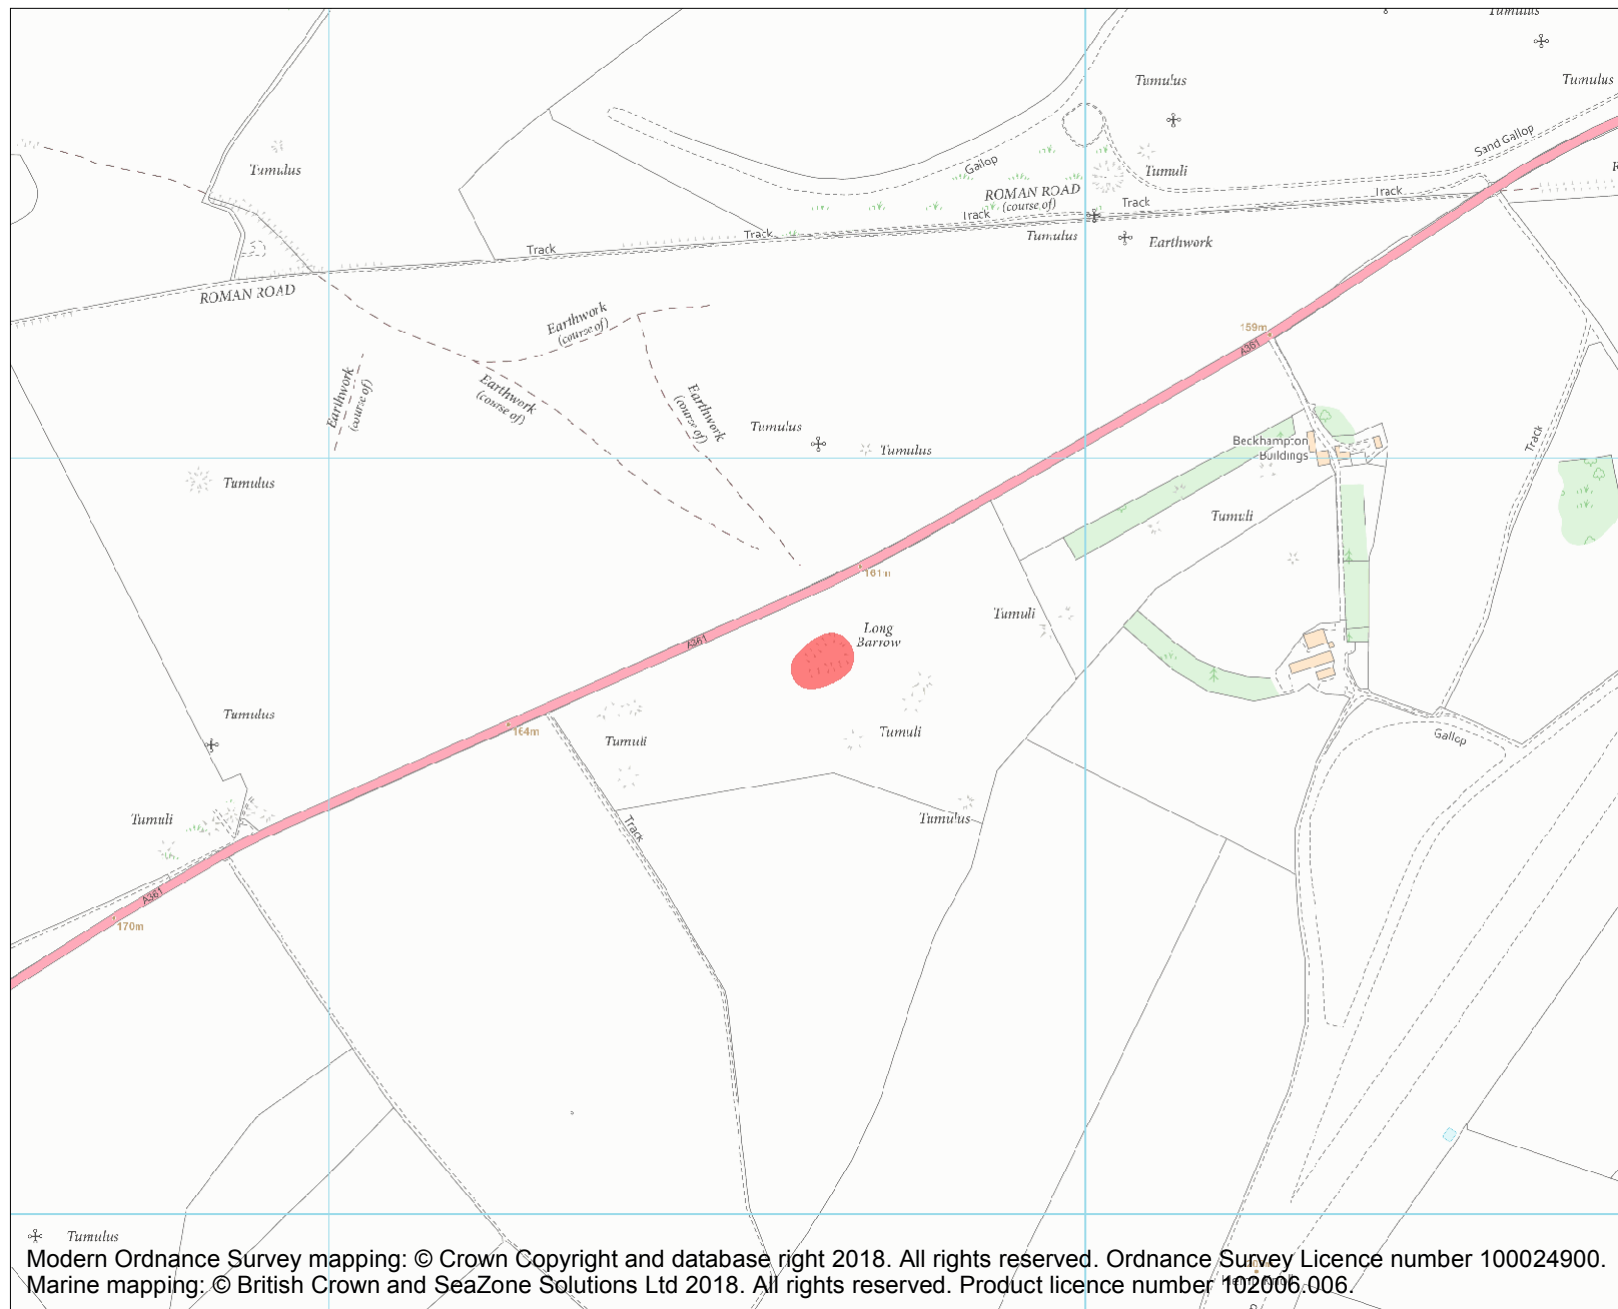 Tumulus
Tumulus
Tumulus
Sand Gallop
Tumulus
Gallop
Tumuli
ROMAN ROAD
(course of)
Track
Track
Track
Track
Track
Tumulus
Earthwork
ROMAN ROAD
Earthwork
(course of)
159m
A361
Earthwork
(course of)
Earthwork
(course of)
Earthwork
(course of)
Tumulus
Tumulus
Beckhampton
Buildings
Track
Tumulus
Tumuli
161m
Tumuli
Long
Barrow
A361
Tumulus
164m
Tumuli
Tumuli
Gallop
Tumuli
Track
Tumulus
A361
170m
Tumulus
Modern Ordnance Survey mapping: © Crown Copyright and database right 2018. All rights reserved. Ordnance Survey Licence number 100024900.
Marine mapping: © British Crown and SeaZone Solutions Ltd 2018. All rights reserved. Product licence number 102006.006.